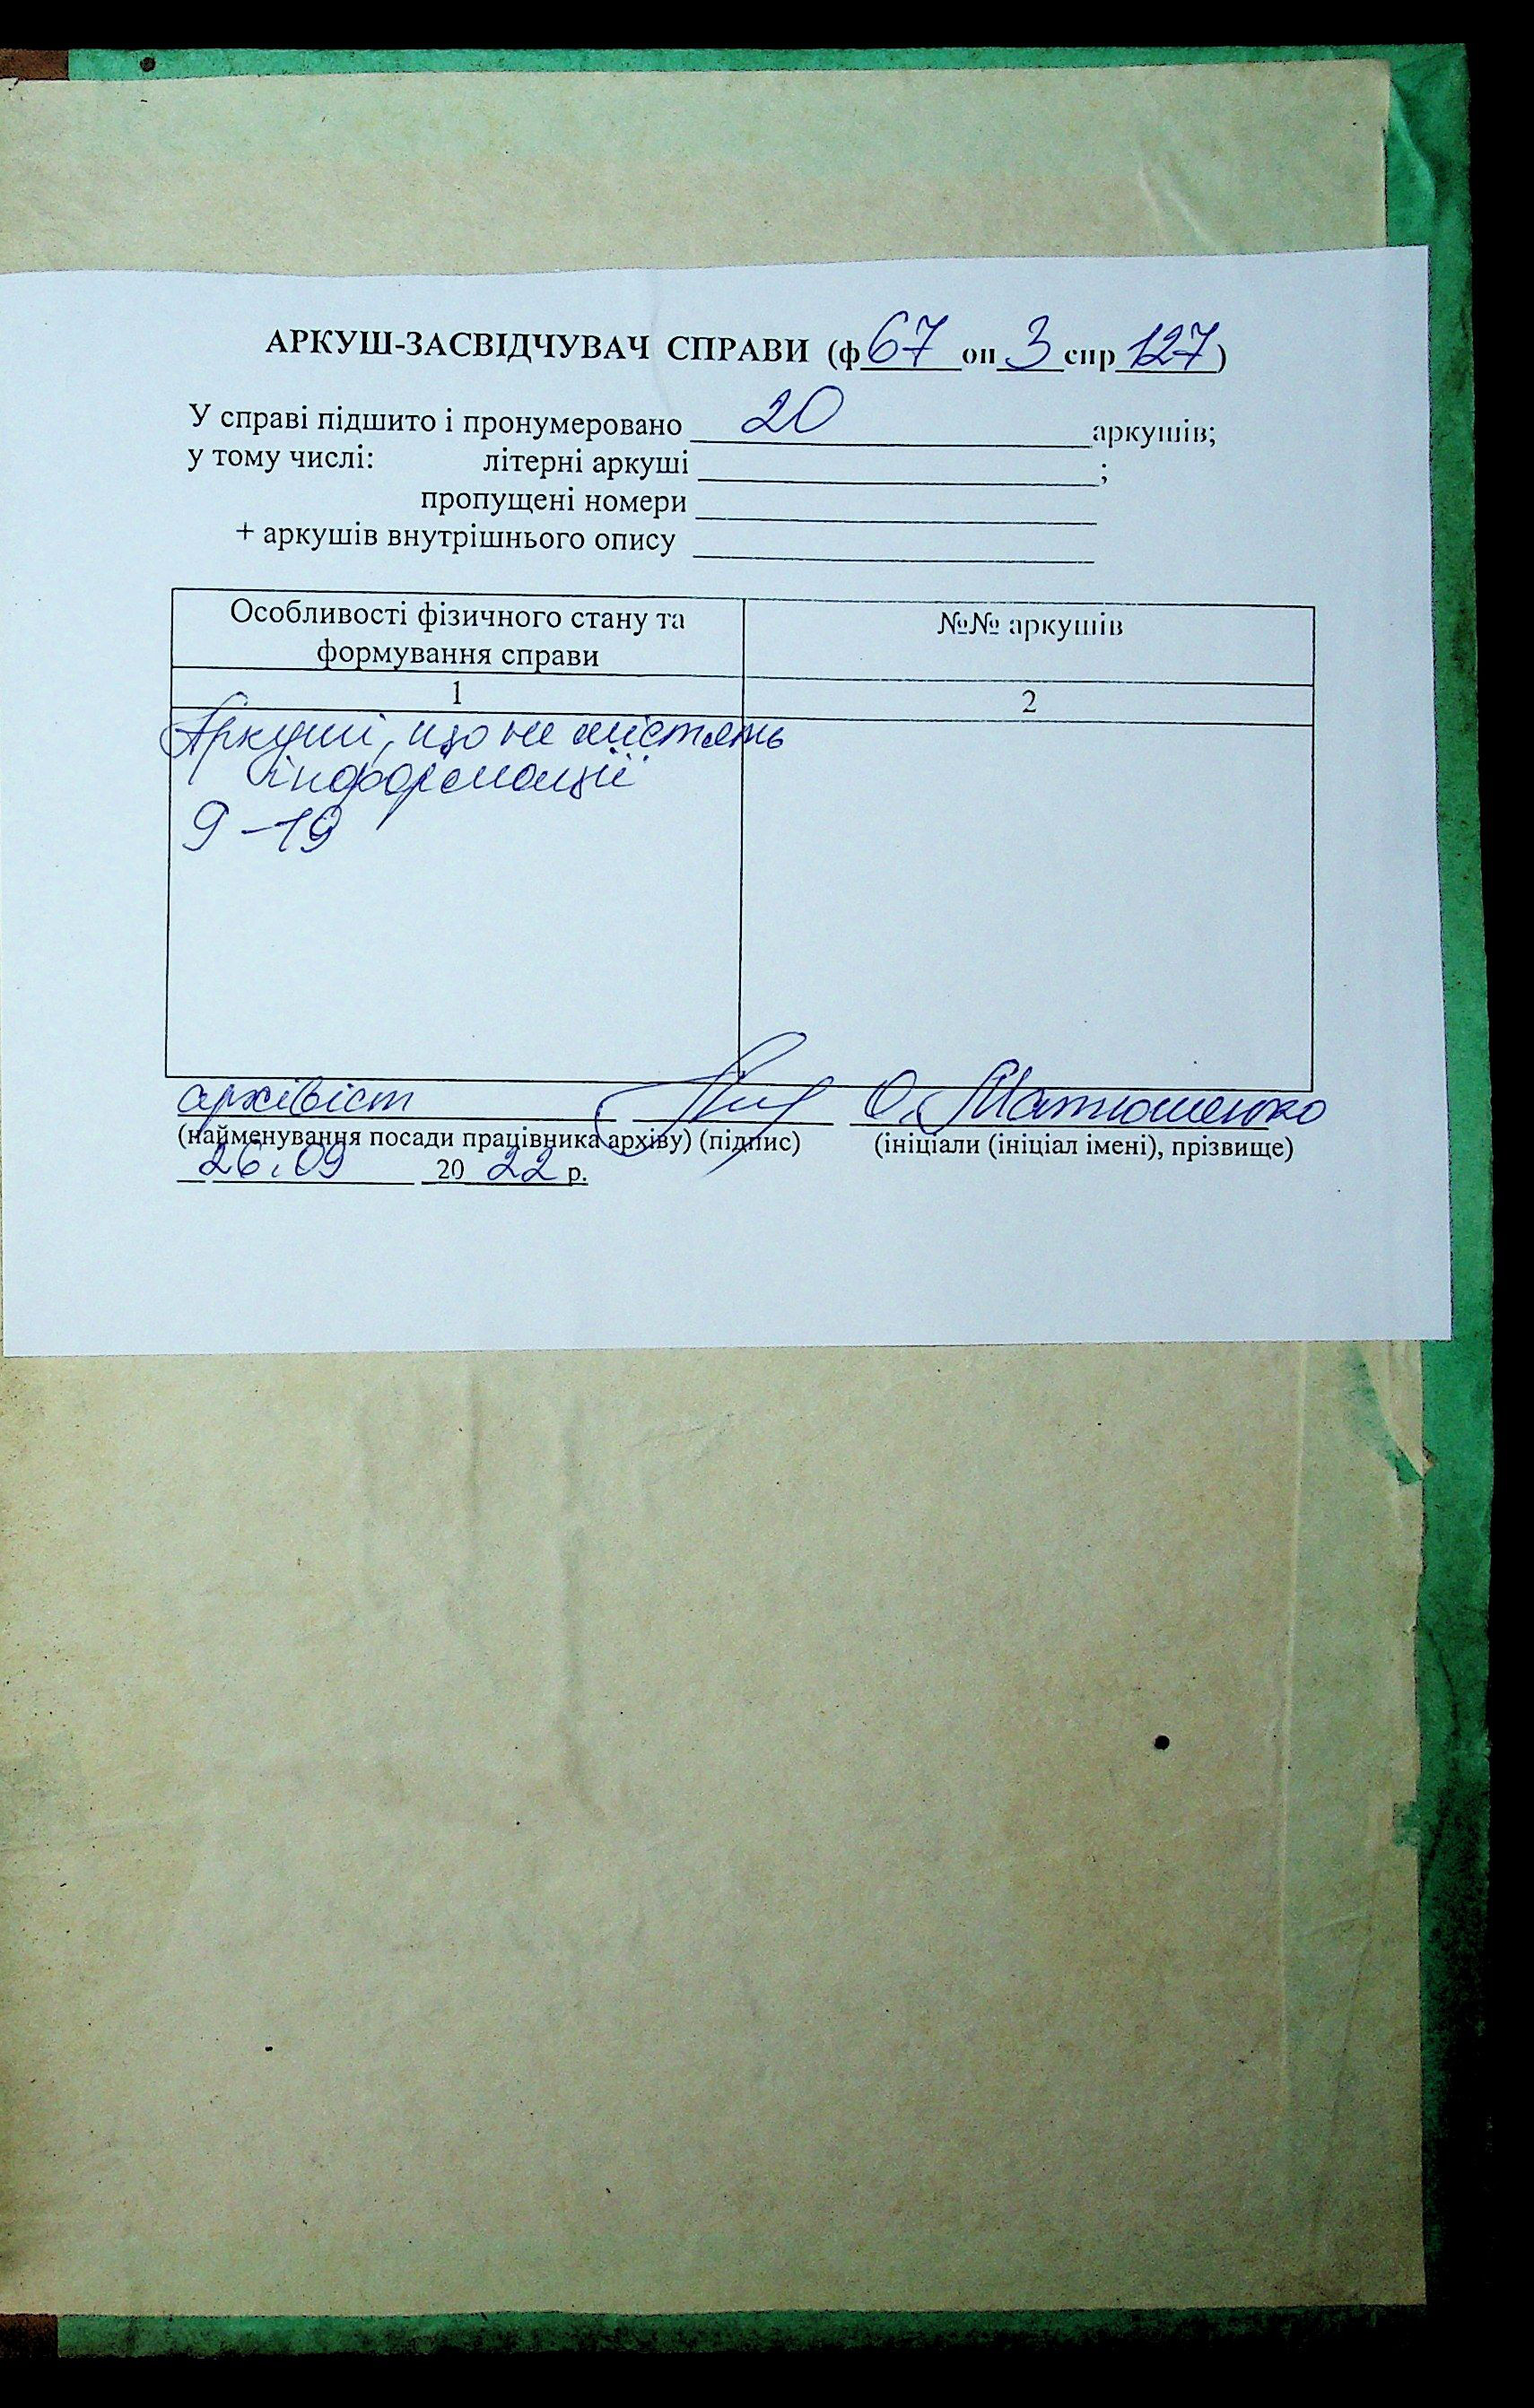 АРКУШ-ЗАСВІДЧУВАЧ СПРАВИ (ф 67 оп 3 спр 127)
У справі підшито і пронумеровано 20 аркушів;
у тому числі: літерні аркуші ;
пропущені номери
+ аркушів внутрішнього опису
Особливості фізичного стану та формування справи
№№ аркушів
1
2
Аркуші, що не містять
інформації
9-19
архівіст О. Матюшенко
(найменування посади працівника архіву) (підпис) (ініціали (ініціал імені), прізвище)
26.09 20 22 р.